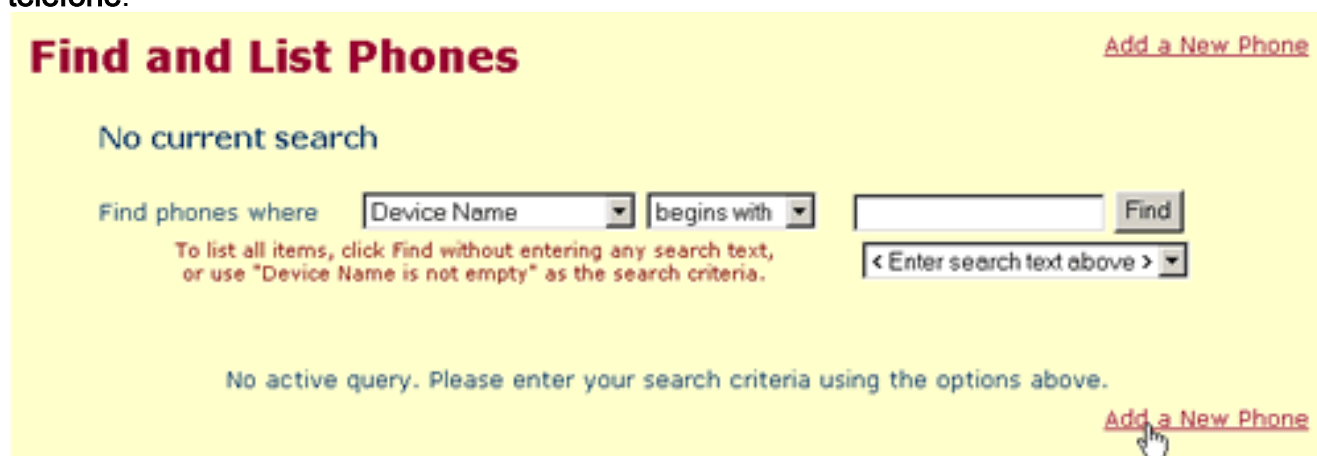 telefono.
Find and List Phones
Add a New Phone
No current search
Find phones where Device Name begins with Find
To list all items, click Find without entering any search text,
or use "Device Name is not empty" as the search criteria.
< Enter search text above >
No active query. Please enter your search criteria using the options above.
Add a New Phone